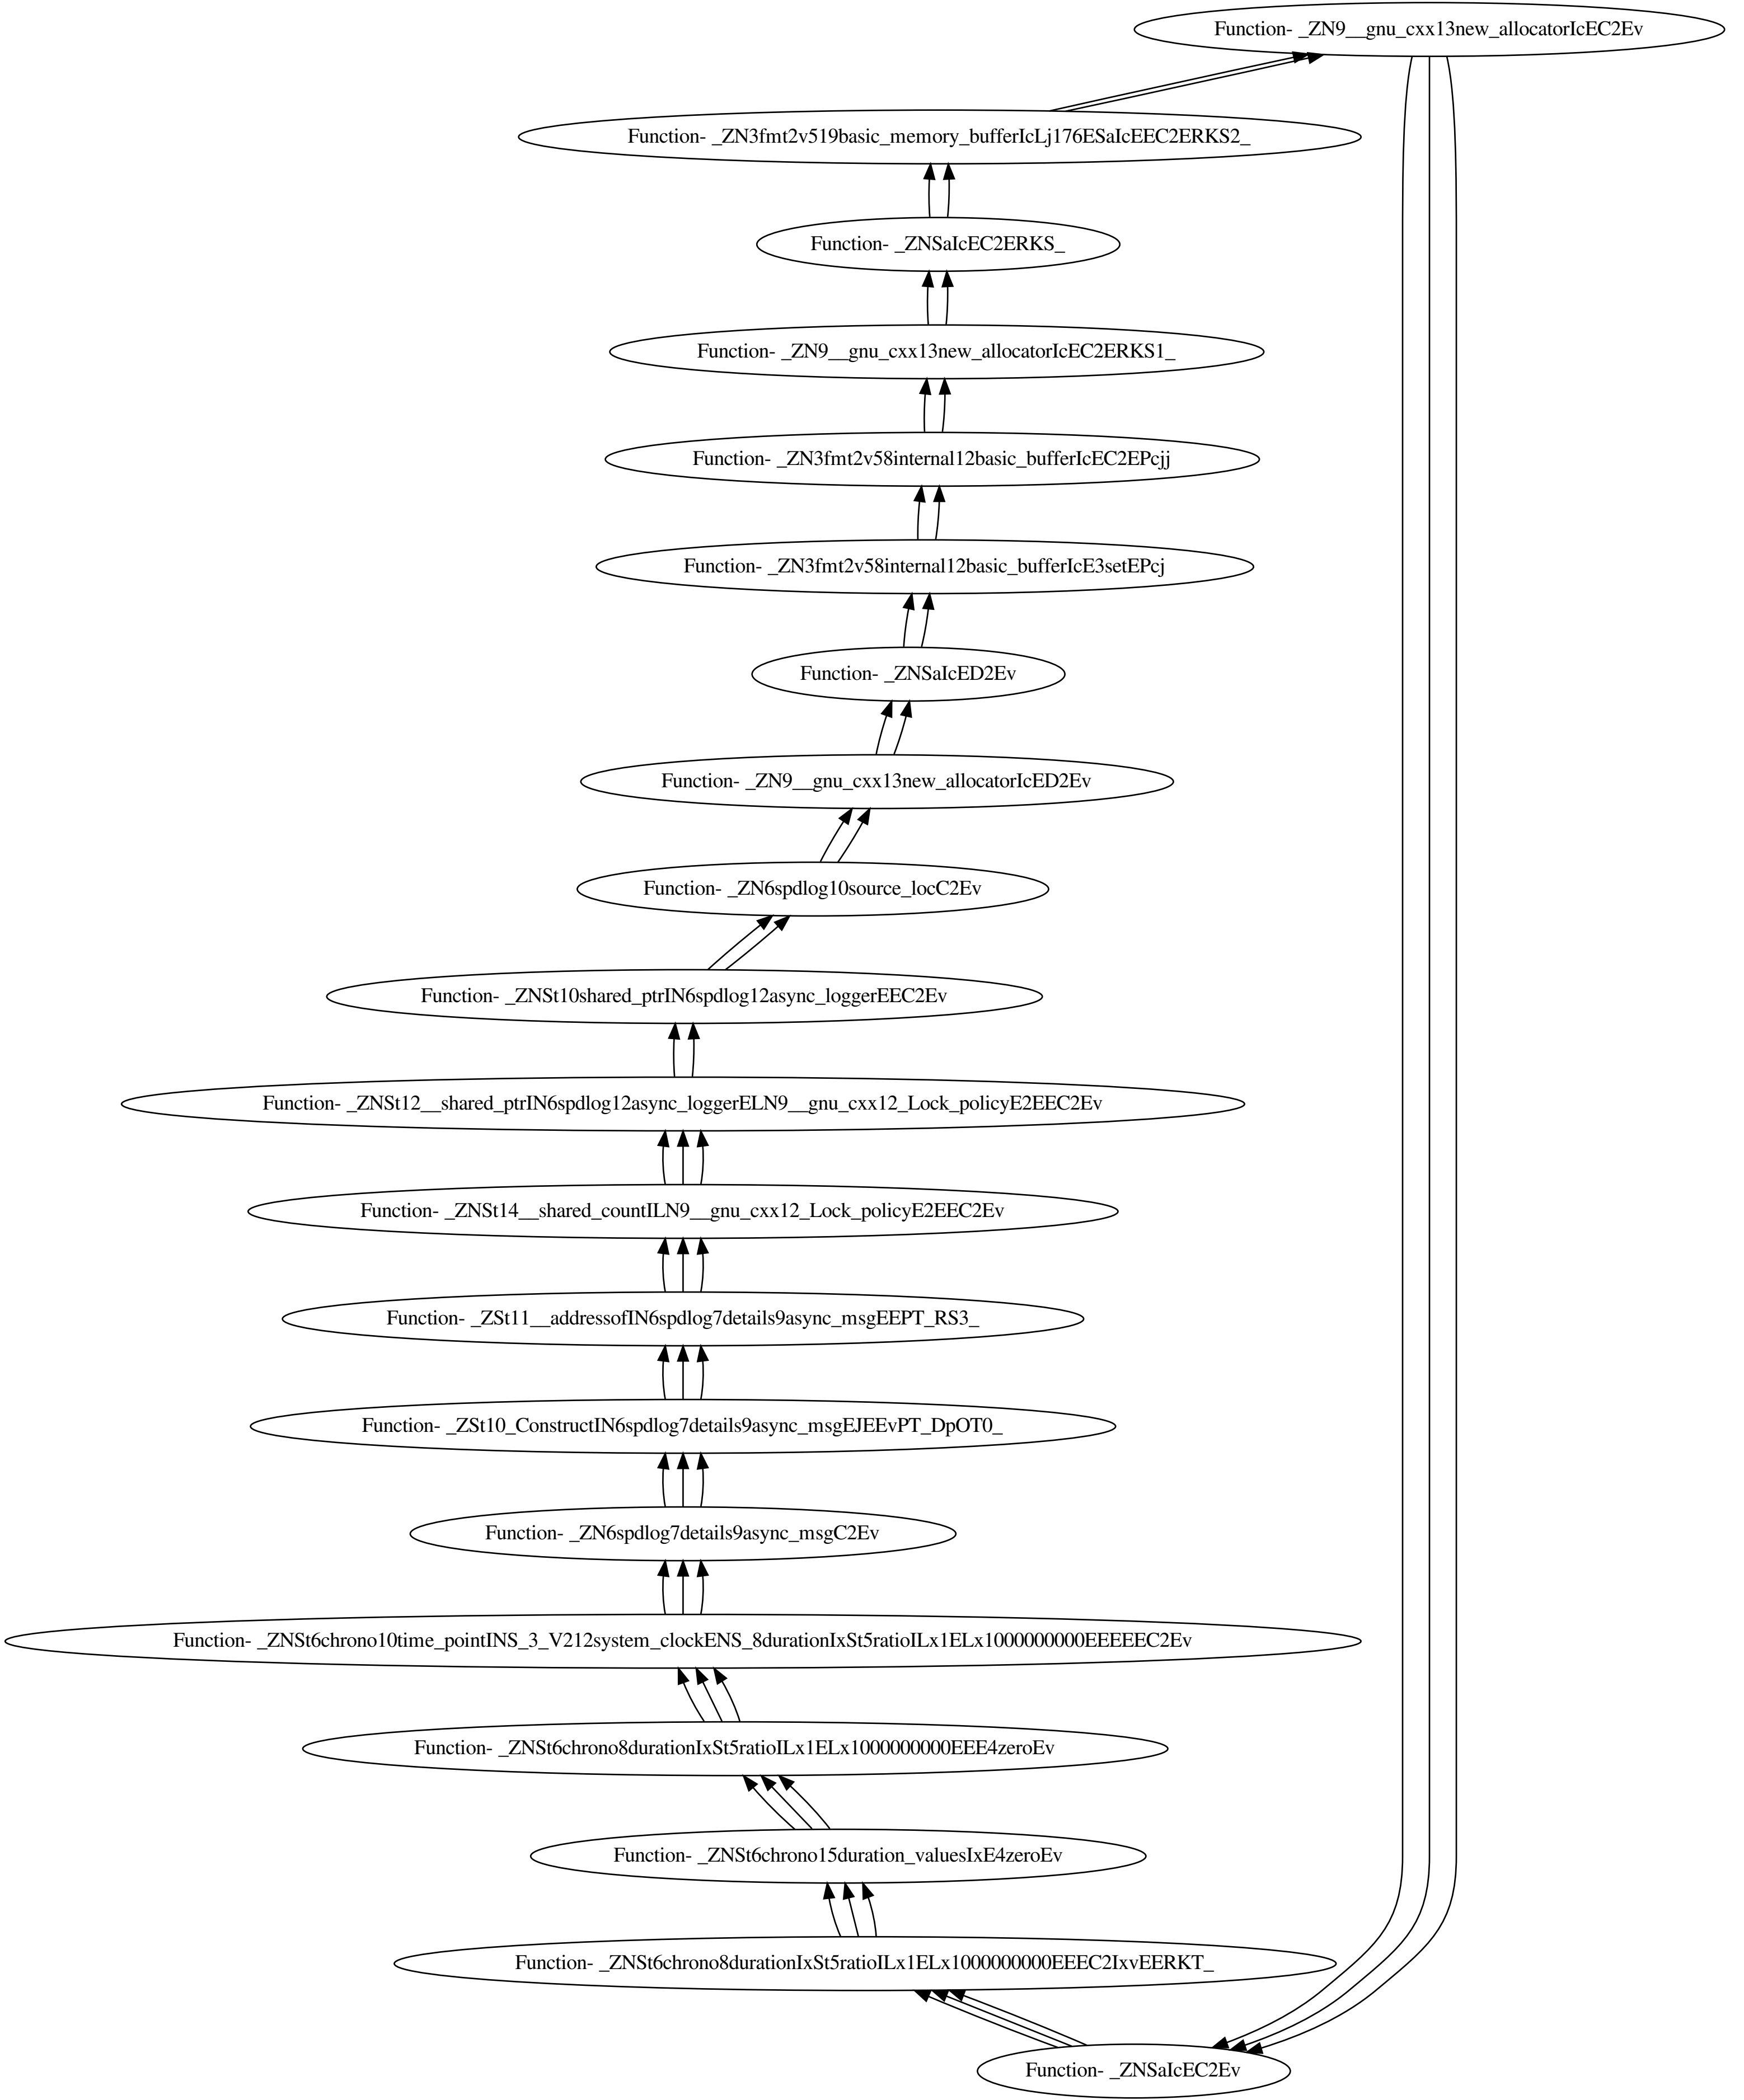 Function- _ZN9__gnu_cxx13new_allocatorIcEC2Ev
Function- _ZN3fmt2v519basic_memory_bufferIcLj176ESaIcEEC2ERKS2_
Function- _ZNSaIcEC2ERKS_
Function- _ZN9__gnu_cxx13new_allocatorIcEC2ERKS1_
Function- _ZN3fmt2v58internal12basic_bufferIcEC2EPcjj
Function- _ZN3fmt2v58internal12basic_bufferIcE3setEPcj
Function- _ZNSaIcED2Ev
Function- _ZN9__gnu_cxx13new_allocatorIcED2Ev
Function- _ZN6spdlog10source_locC2Ev
Function- _ZNSt10shared_ptrIN6spdlog12async_loggerEEC2Ev
Function- _ZNSt12__shared_ptrIN6spdlog12async_loggerELN9__gnu_cxx12_Lock_policyE2EEC2Ev
Function- _ZNSt14__shared_countILN9__gnu_cxx12_Lock_policyE2EEC2Ev
Function- _ZSt11__addressofIN6spdlog7details9async_msgEEPT_RS3_
Function- _ZSt10_ConstructIN6spdlog7details9async_msgEJEEvPT_DpOT0_
Function- _ZN6spdlog7details9async_msgC2Ev
Function- _ZNSt6chrono10time_pointINS_3_V212system_clockENS_8durationIxSt5ratioILx1ELx1000000000EEEEEC2Ev
Function- _ZNSt6chrono8durationIxSt5ratioILx1ELx1000000000EEE4zeroEv
Function- _ZNSt6chrono15duration_valuesIxE4zeroEv
Function- _ZNSt6chrono8durationIxSt5ratioILx1ELx1000000000EEEC2IxvEERKT_
Function- _ZNSaIcEC2Ev